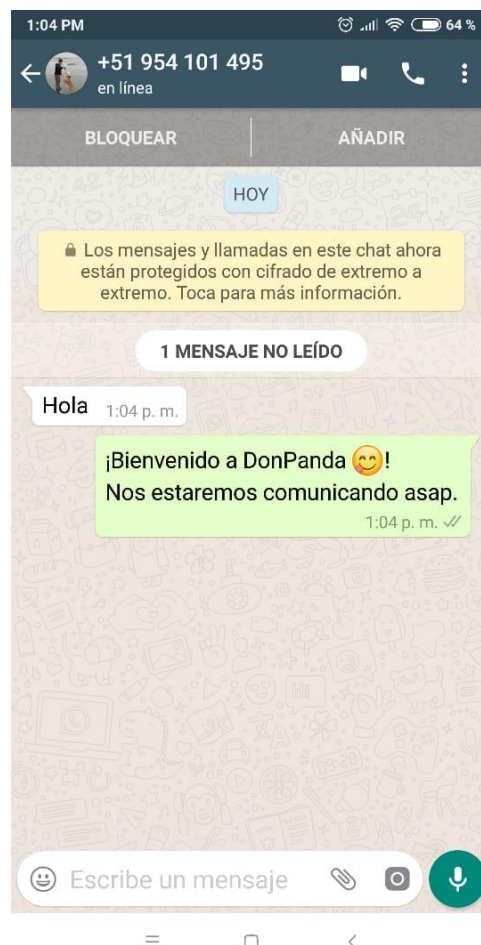 1:04 PM 64 %
+51 954 101 495
en línea
BLOQUEAR AÑADIR
HOY
Los mensajes y llamadas en este chat ahora
están protegidos con cifrado de extremo a
extremo. Toca para más información.
1 MENSAJE NO LEÍDO
Hola 1:04 p. m.
¡Bienvenido a DonPanda 😋!
Nos estaremos comunicando asap.
1:04 p. m.
Escribe un mensaje